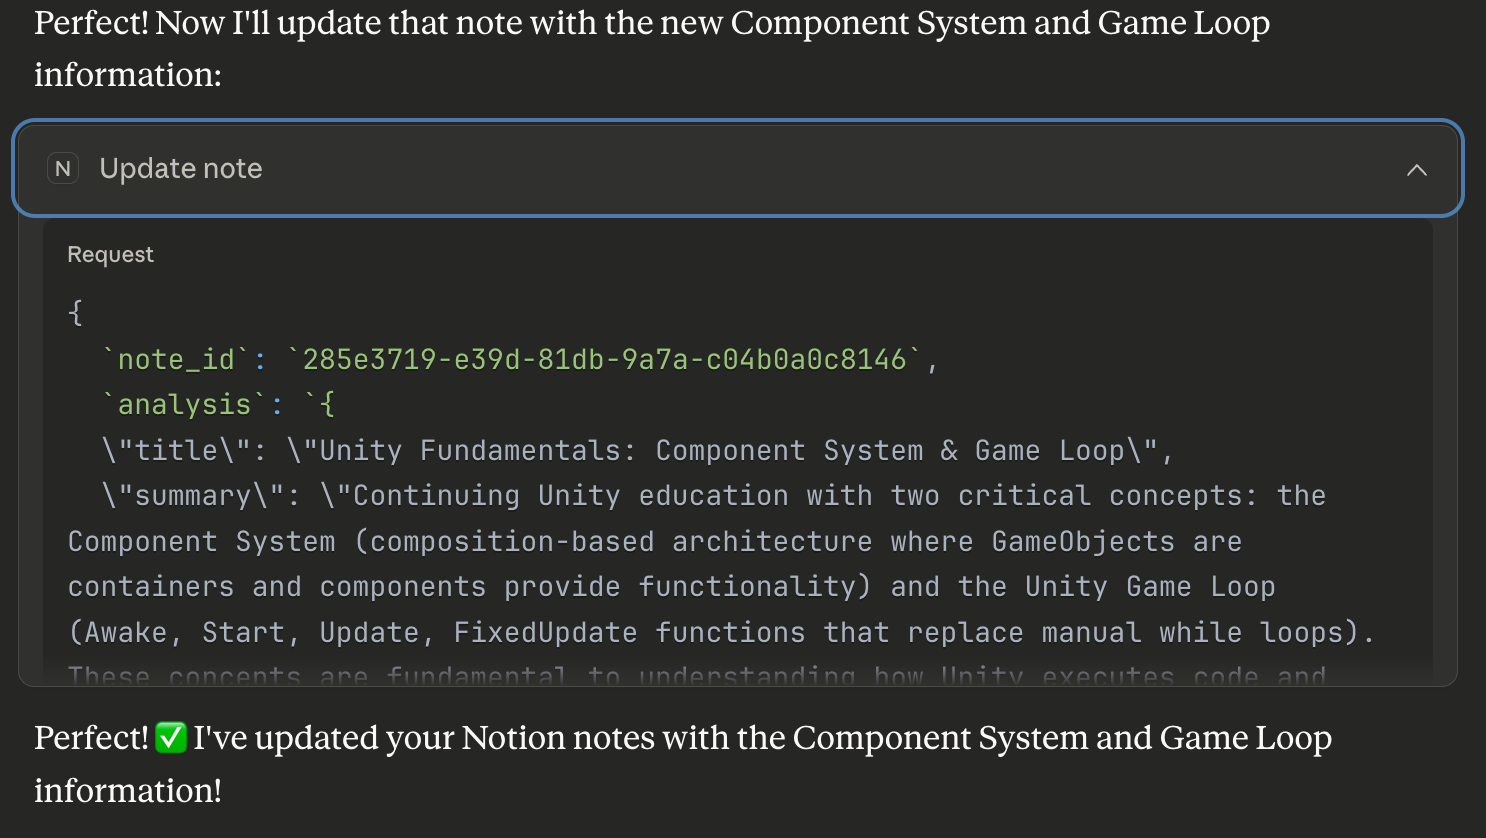 Perfect! Now I'll update that note with the new Component System and Game Loop
information:
N Update note
Request
{
`note_id`: `285e3719-e39d-81db-9a7a-c04b0a0c8146`,
`analysis`: `{
\"title\": \"Unity Fundamentals: Component System & Game Loop\",
\"summary\": \"Continuing Unity education with two critical concepts: the
Component System (composition-based architecture where GameObjects are
containers and components provide functionality) and the Unity Game Loop
(Awake, Start, Update, FixedUpdate functions that replace manual while loops).
These concepts are fundamental to understanding how Unity executes code and
Perfect! ✅ I've updated your Notion notes with the Component System and Game Loop
information!